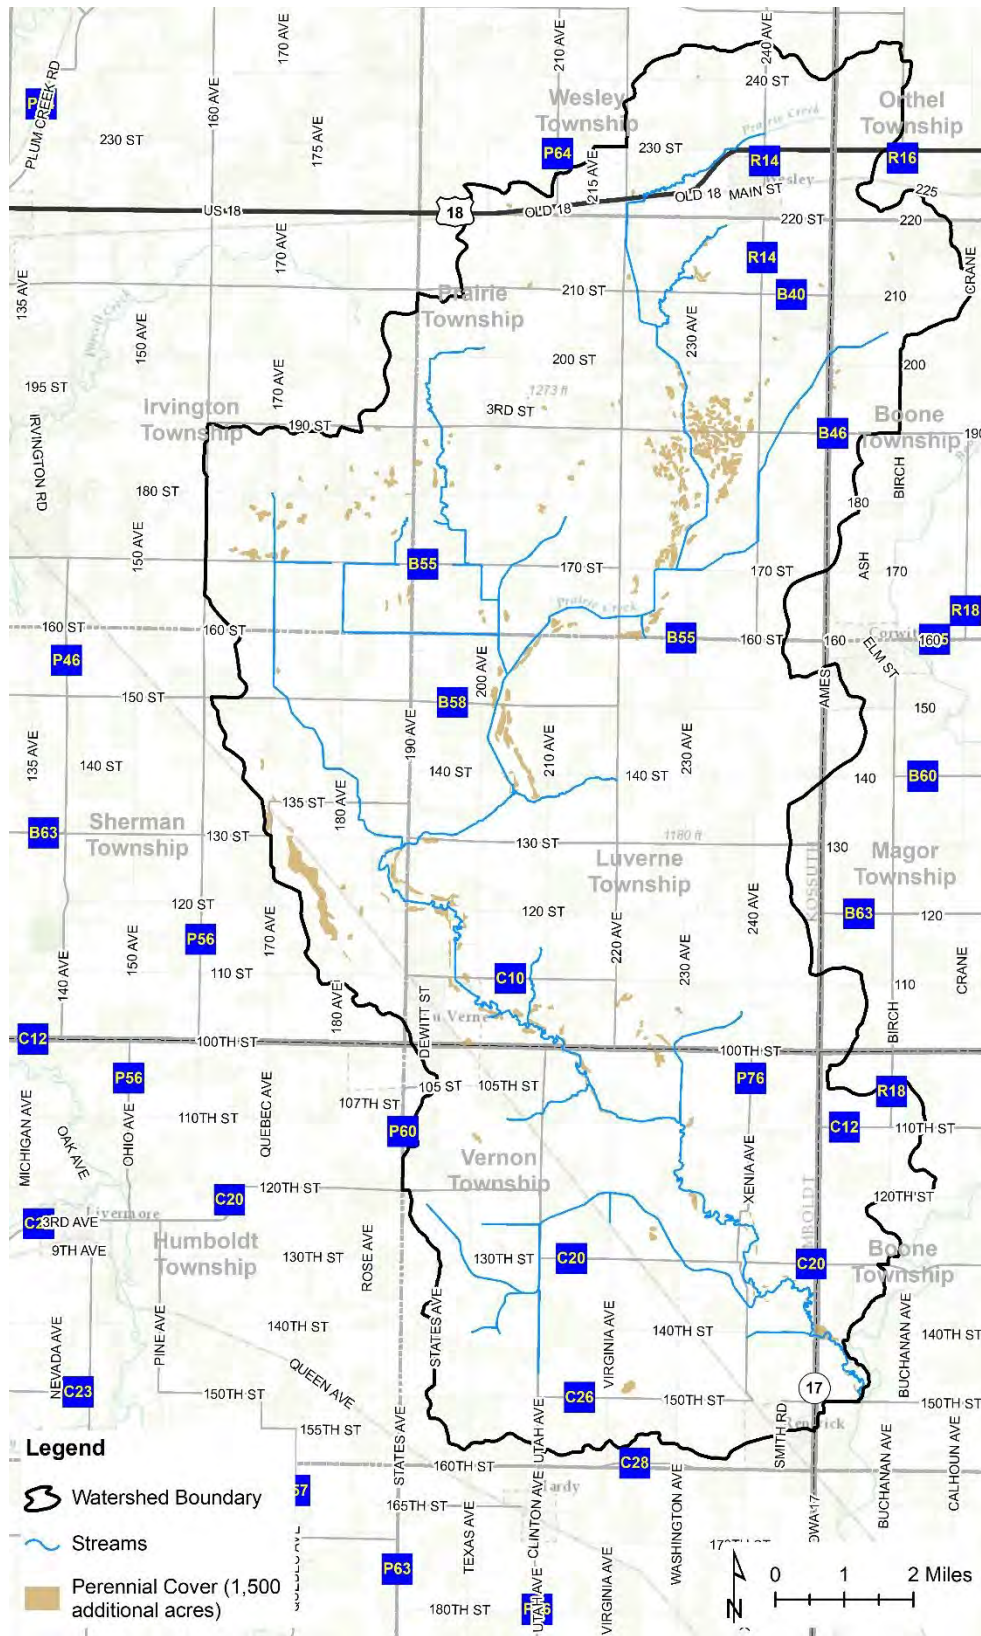 170 AVE
210 AVE
240 AVE
160 AVE
PLUM CREEK RD
240 ST
Wesley
Township
Orthel
Township
Prairie Creek
230 ST
175 AVE
P64
215 AVE
230 ST
R14
R16
Wesley
MAIN ST
OLD 18
225
US 18
18
OLD 18
220 ST
220
170 AVE
R14
CRANE
135 AVE
Prairie
Township
210 ST
B40
210
150 AVE
230 AVE
200 ST
200
195 ST
170 AVE
1273 ft
Irvington
Township
3RD ST
Boone
Township
190 ST
B46
IRVINGTON RD
BIRCH
180 ST
180
150 AVE
B55
170 ST
170 ST
ASH
170
Prairie Creek
R18
160 ST
160 ST
B55
160 ST
160
Corwith
160
ELM ST
P46
200 AVE
AMES
150 ST
B58
150
190 AVE
135 AVE
140 ST
140 ST
210 AVE
140 ST
230 AVE
140
B60
135 ST
180 AVE
Sherman
Township
B63
130 ST
130 ST
1180 ft
130
Luverne
Township
Magor
Township
KOSSUTH
120 ST
120 ST
240 AVE
B63
120
P56
170 AVE
220 AVE
230 AVE
150 AVE
140 AVE
110 ST
C10
110
CRANE
180 AVE
DEWITT ST
u Verne
BIRCH
C12
100TH ST
100TH ST
P56
105 ST
105TH ST
P76
R18
MICHIGAN AVE
OHIO AVE
QUEBEC AVE
107TH ST
110TH ST
P60
C12
110TH ST
OAK AVE
Vernon
Township
XENIA AVE
120TH ST
120TH ST
C20
Livermore
3RD AVE
9TH AVE
Humboldt
Township
ROSE AVE
130TH ST
130TH ST
C20
C20
Boone
Township
140TH ST
STATES AVE
140TH ST
140TH ST
NEVADA AVE
PINE AVE
QUEEN AVE
VIRGINIA AVE
BUCHANAN AVE
C23
150TH ST
C26
150TH ST
17
150TH ST
155TH ST
STATES AVE
UTAH AVE
SMITH RD
Renwick
Legend
160TH ST
C28
BUCHANAN AVE
CALHOUN AVE
Watershed Boundary
57
165TH ST
TEXAS AVE
CLINTON AVE
WASHINGTON AVE
Streams
P63
Perennial Cover (1,500
additional acres)
180TH ST
UTAH AVE
VIRGINIA AVE
N
0 1 2 Miles